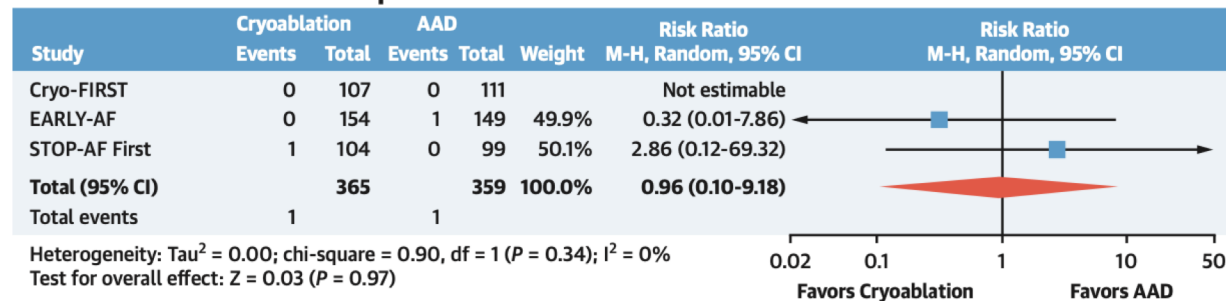 Cryoablation AAD Risk Ratio Risk Ratio
Study Events Total Events Total Weight M-H, Random, 95% CI M-H, Random, 95% CI
Cryo-FIRST 0 107 0 111 Not estimable
EARLY-AF 0 154 1 149 49.9% 0.32 (0.01-7.86)
STOP-AF First 1 104 0 99 50.1% 2.86 (0.12-69.32)
Total (95% CI) 365 359 100.0% 0.96 (0.10-9.18)
Total events 1 1
Heterogeneity: Tau² = 0.00; chi-square = 0.90, df = 1 (P = 0.34); I² = 0%
Test for overall effect: Z = 0.03 (P = 0.97)
0.02 0.1 1 10 50
Favors Cryoablation Favors AAD